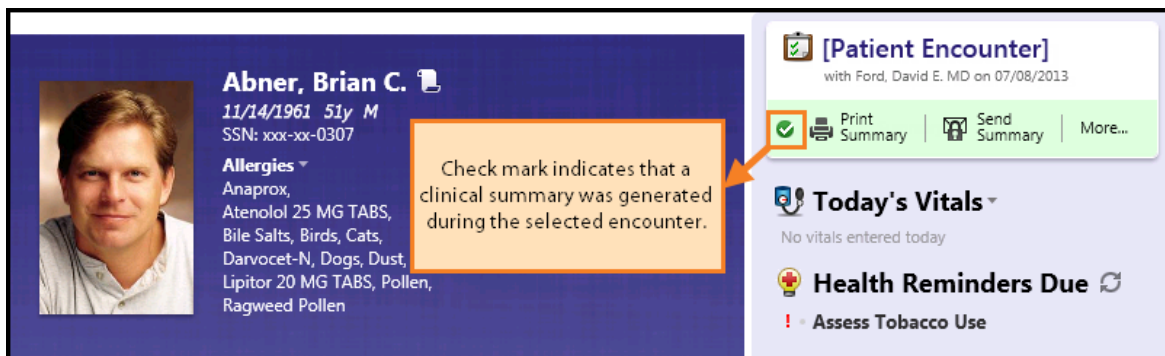 Abner, Brian C.
11/14/1961 51y M
SSN: xxx-xx-0307
Allergies
Anaprox,
Atenolol 25 MG TABS,
Bile Salts, Birds, Cats,
Darvocet-N, Dogs, Dust,
Lipitor 20 MG TABS, Pollen,
Ragweed Pollen
Check mark indicates that a
clinical summary was generated
during the selected encounter.
[Patient Encounter]
with Ford, David E. MD on 07/08/2013
Print
Summary
Send
Summary
More...
Today's Vitals
No vitals entered today
Health Reminders Due
! Assess Tobacco Use